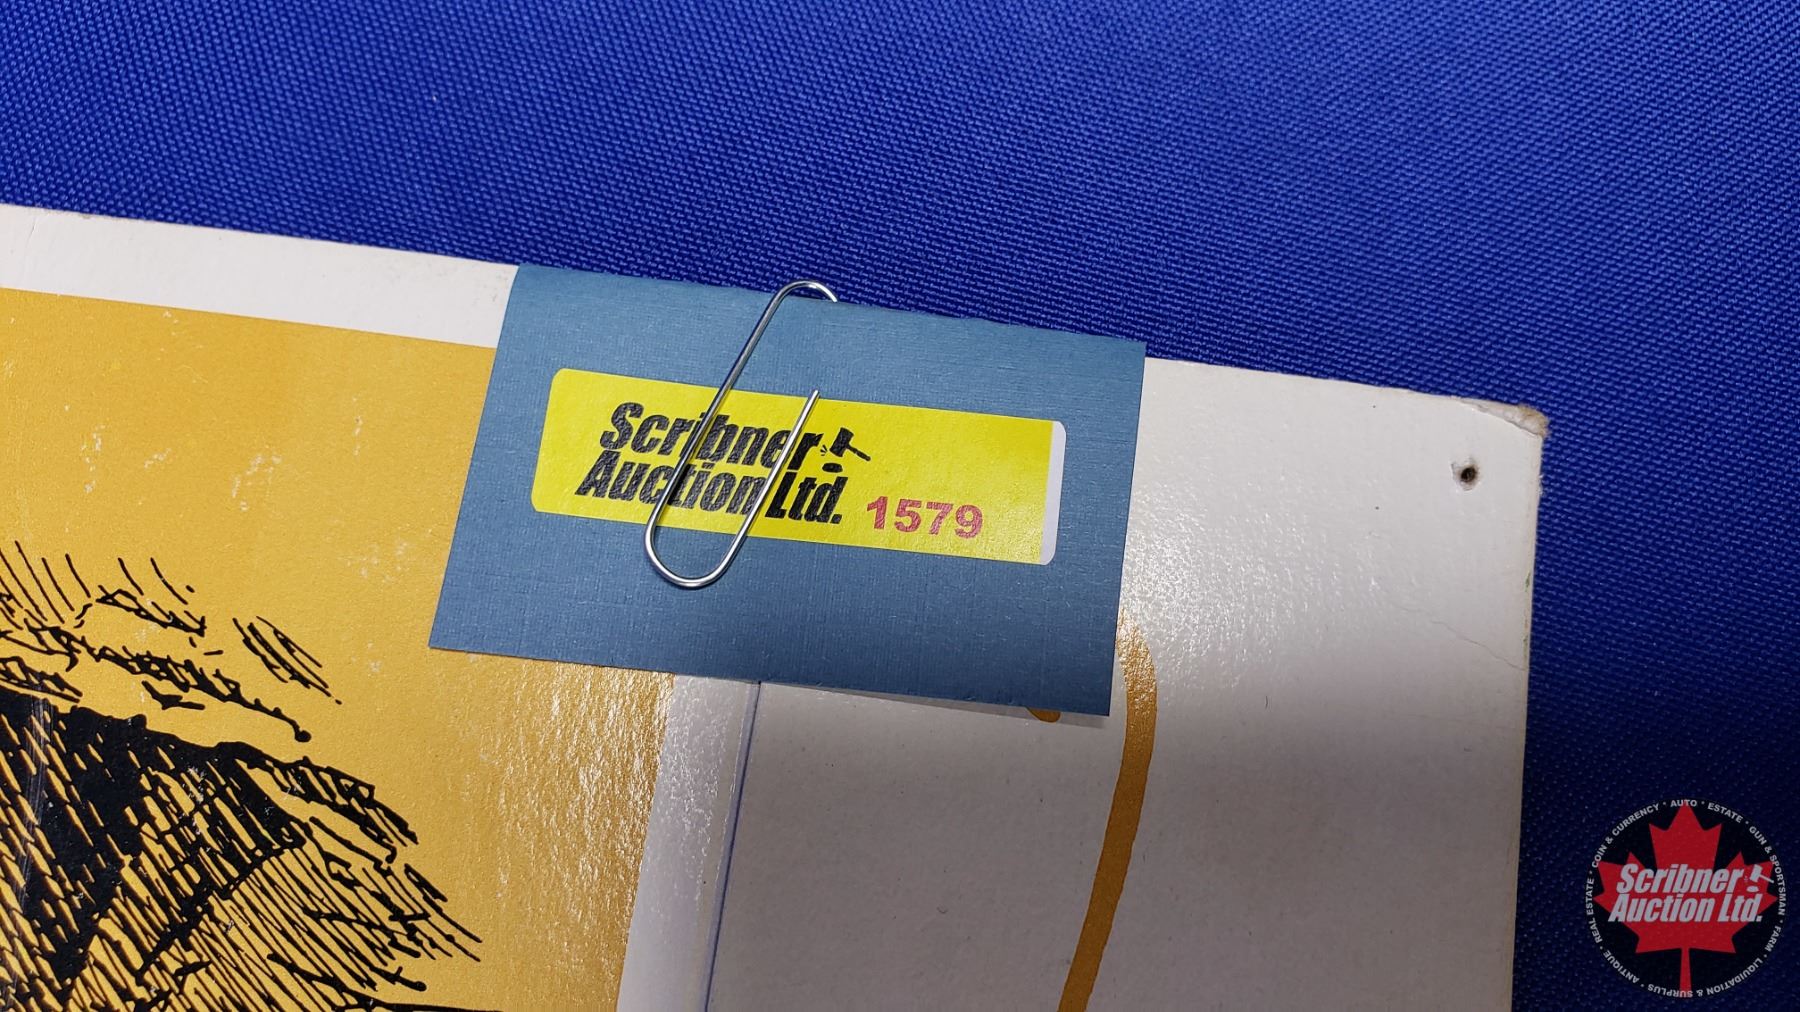 Scribner
Auction Ltd.
1579
COIN & CURRENCY • AUTO • ESTATE • GUN & SPORTSMAN • FARM • LIQUIDATION & SURPLUS • ANTIQUE • REAL ESTATE •
Scribner
Auction Ltd.